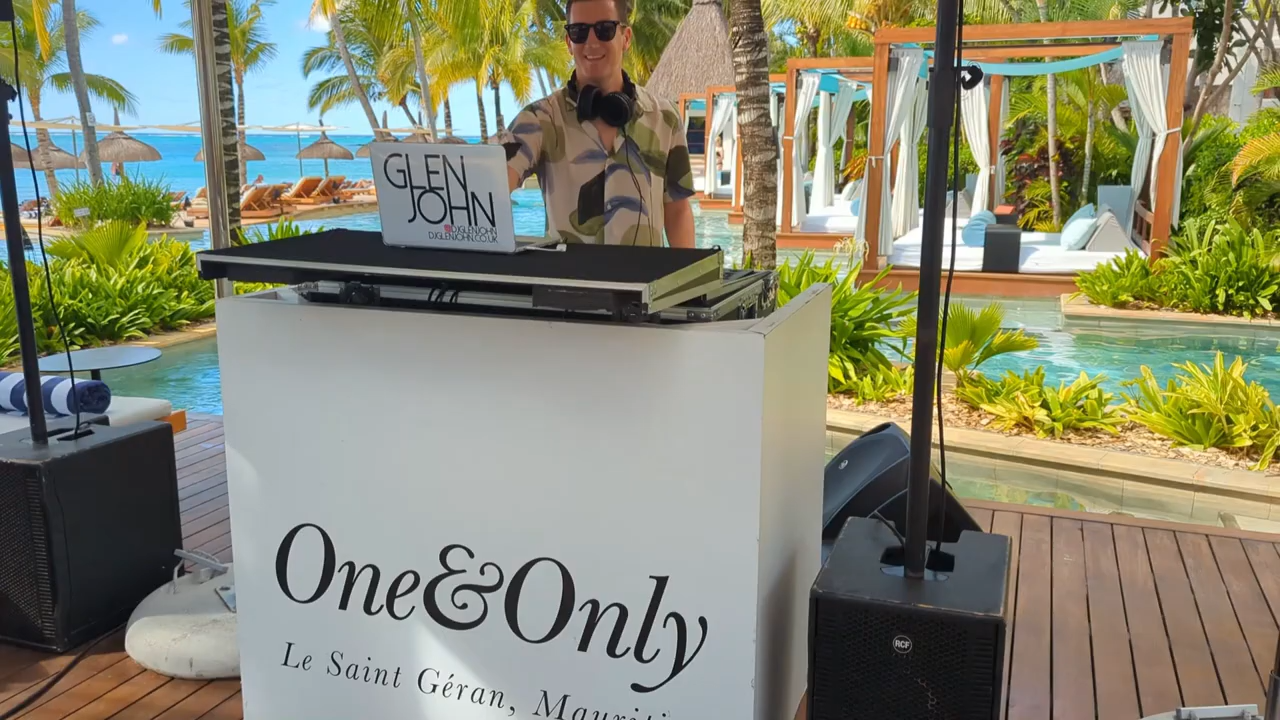 GLEN
JOHN
DJGLENJOHN
DJGLENJOHN.CO.UK
One&Only
Le Saint Géran,
RCF